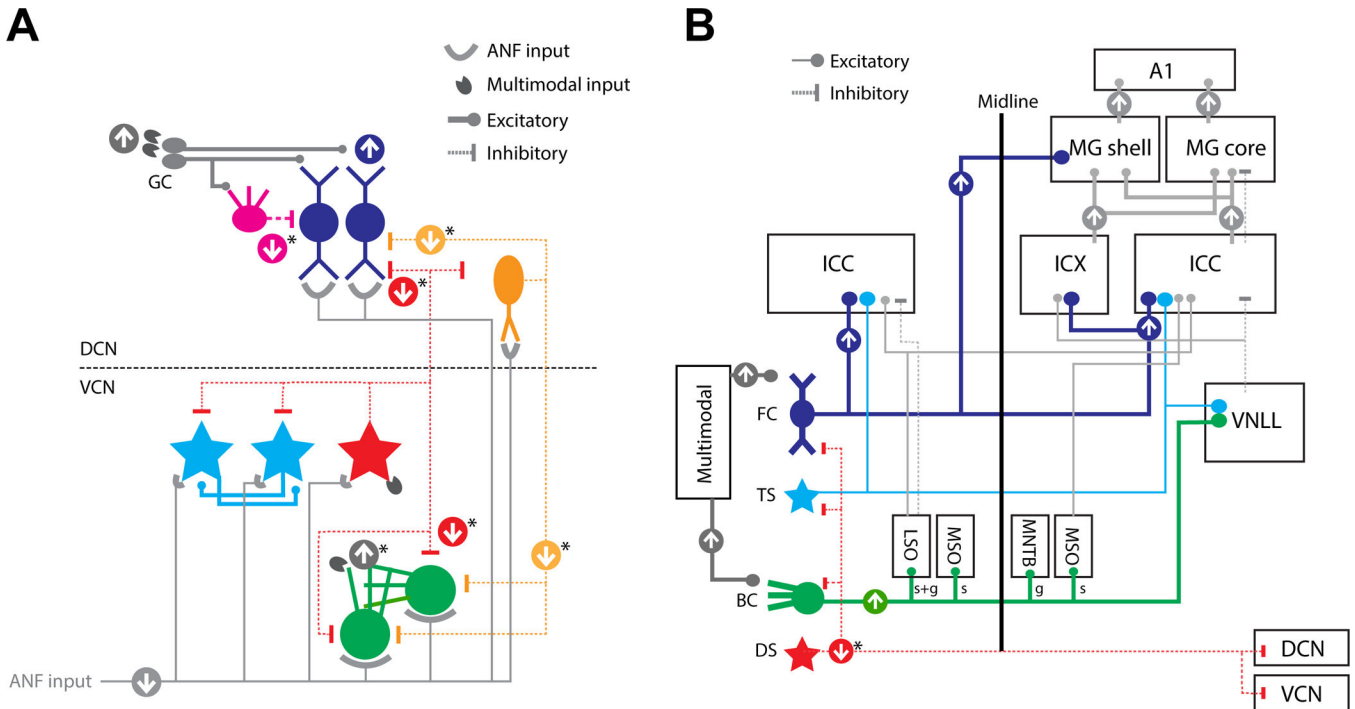 A
ANF input
Multimodal input
Excitatory
Inhibitory
GC
*
*
*
DCN
VCN
*
*
*
ANF input
B
Excitatory
Inhibitory
Midline
A1
MG shell
MG core
ICC
ICX
ICC
Multimodal
FC
VNLL
TS
LSO
MSO
MNTB
MSO
BC
s+g
s
g
s
DS
*
DCN
VCN